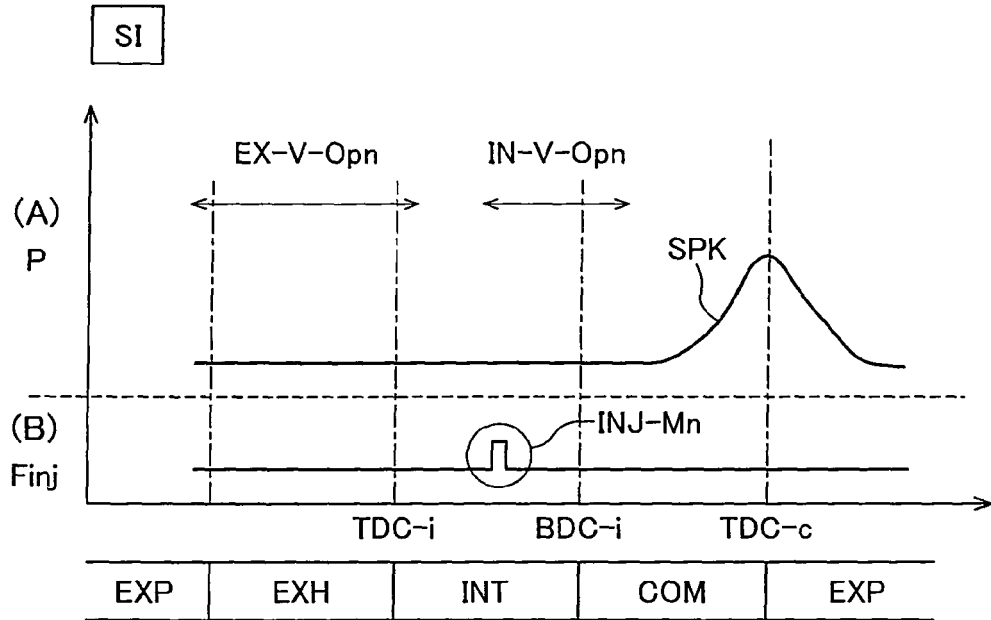 SI
EX-V-Opn IN-V-Opn
(A)
P
SPK
(B)
Finj
INJ-Mn
TDC-i BDC-i TDC-c
EXP EXH INT COM EXP